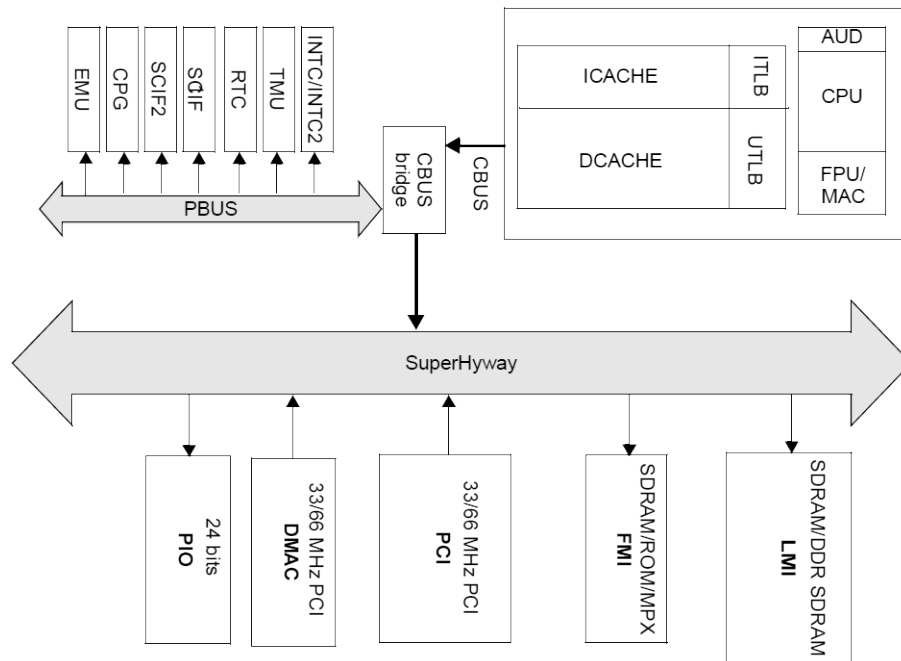 EMU
CPG
SCIF2
SCIF
RTC
TMU
INTC/INTC2
PBUS
CBUS
bridge
CBUS
ICACHE
ITLB
DCACHE
UTLB
AUD
CPU
FPU/
MAC
SuperHyway
24 bits
PIO
33/66 MHz PCI
DMAC
33/66 MHz PCI
PCI
SDRAM/ROM/MPX
FMI
SDRAM/DDR SDRAM
LMI